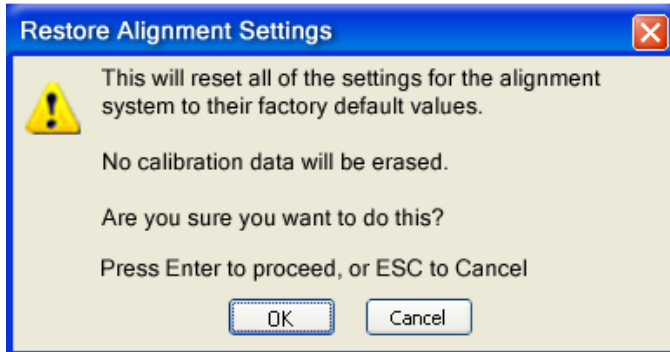 Restore Alignment Settings
This will reset all of the settings for the alignment
system to their factory default values.
No calibration data will be erased.
Are you sure you want to do this?
Press Enter to proceed, or ESC to Cancel
OK Cancel